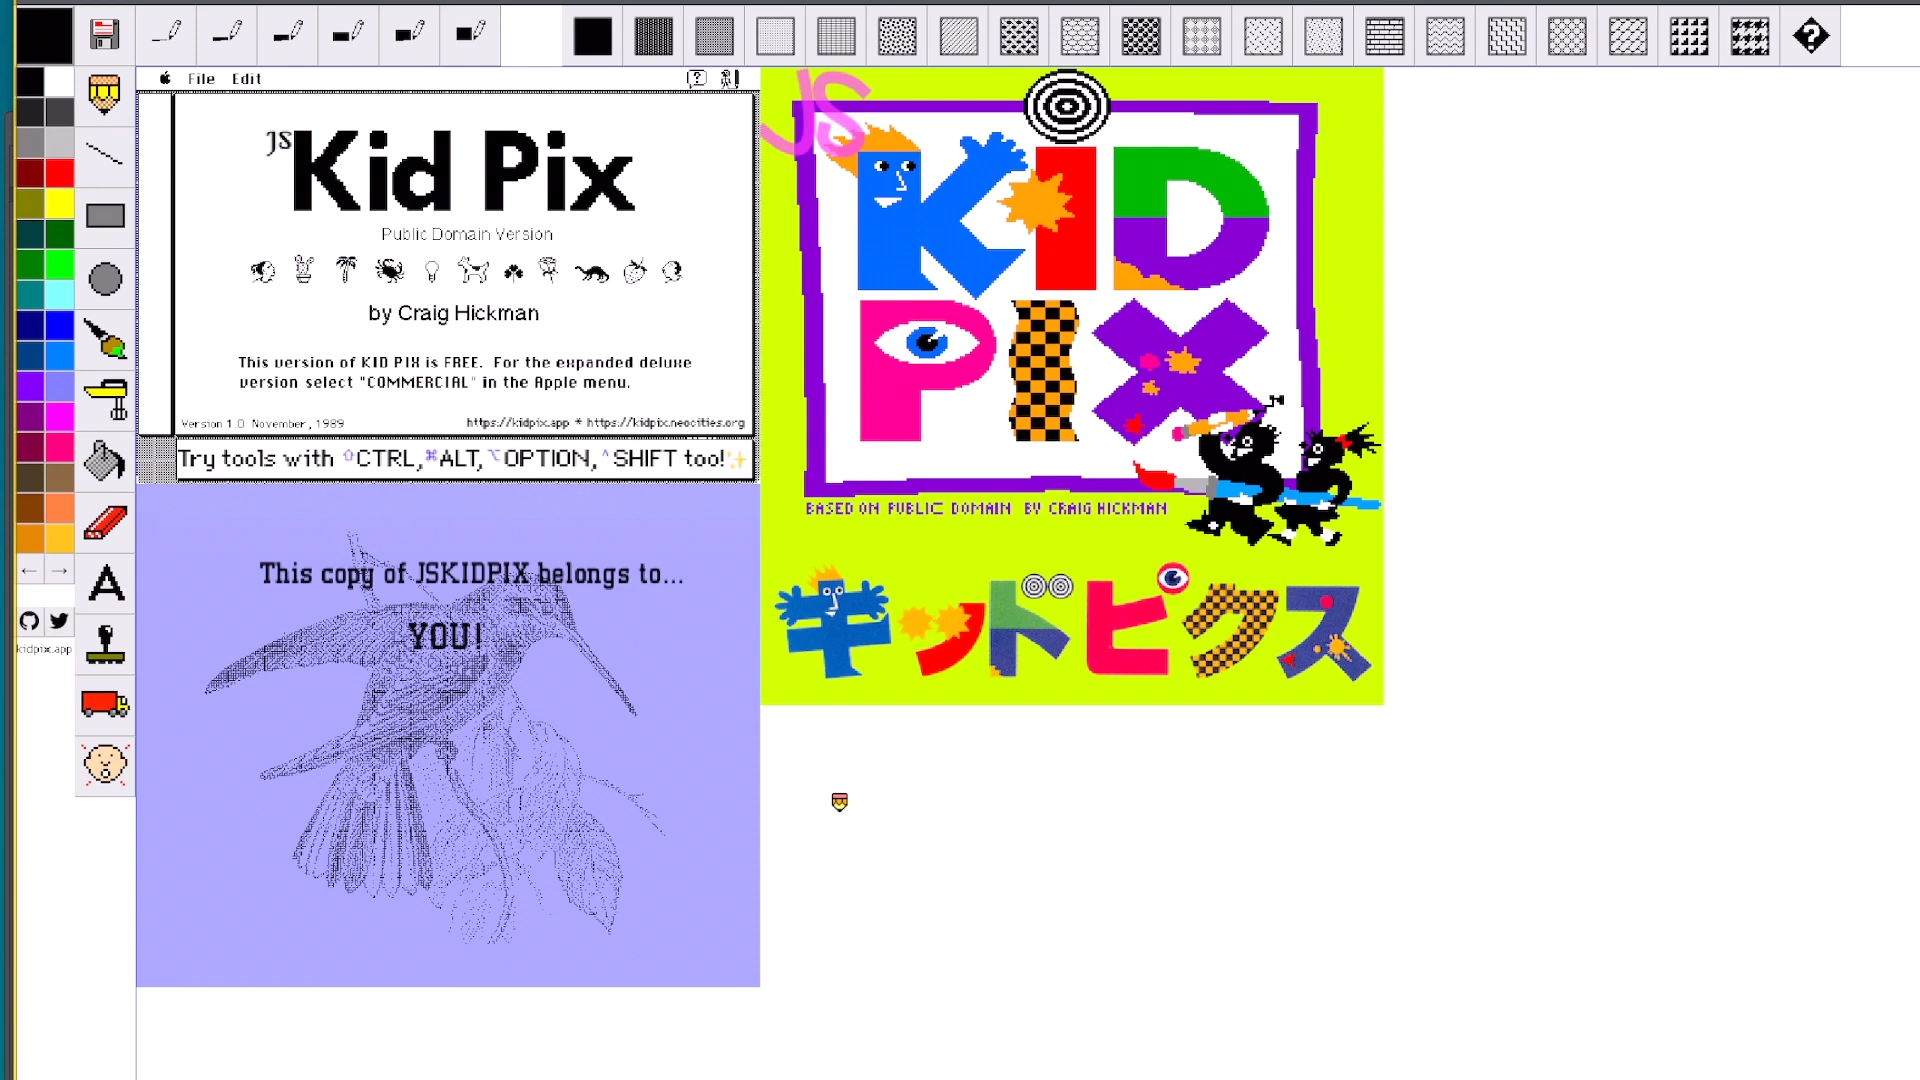 File Edit
JS Kid Pix
Public Domain Version
by Craig Hickman
This version of KID PIX is FREE. For the expanded deluxe
version select "COMMERCIAL" in the Apple menu.
Version 1.0 November, 1989 https://kidpix.app * https://kidpix.neocities.org
Try tools with ⇧CTRL,⌘ALT,⌥OPTION,^SHIFT too!✨
This copy of JSKIDPIX belongs to...
YOU!
JS
KID
PIX
BASED ON PUBLIC DOMAIN BY CRAIG HICKMAN
キッドピクス
A
kidpix.app